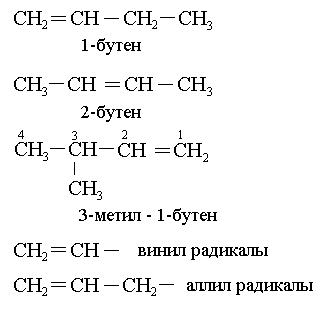 CH₂=CH－CH₂－CH₃
1-бутен
CH₃－CH=CH－CH₃
2-бутен
4 3 2 1
CH₃－CH－CH=CH₂
|
CH₃
3-метил - 1-бутен
CH₂=CH－ винил радикалы
CH₂=CH－CH₂－ аллил радикалы